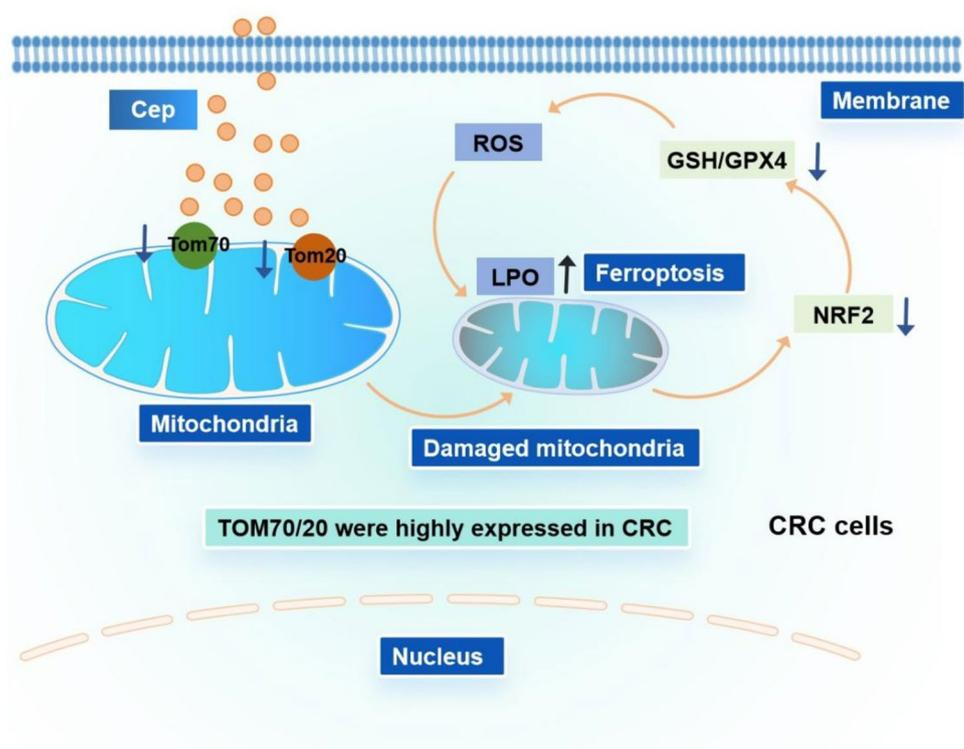 Membrane
Cep
ROS
GSH/GPX4
Tom70
Tom20
LPO
Ferroptosis
NRF2
Mitochondria
Damaged mitochondria
TOM70/20 were highly expressed in CRC
CRC cells
Nucleus